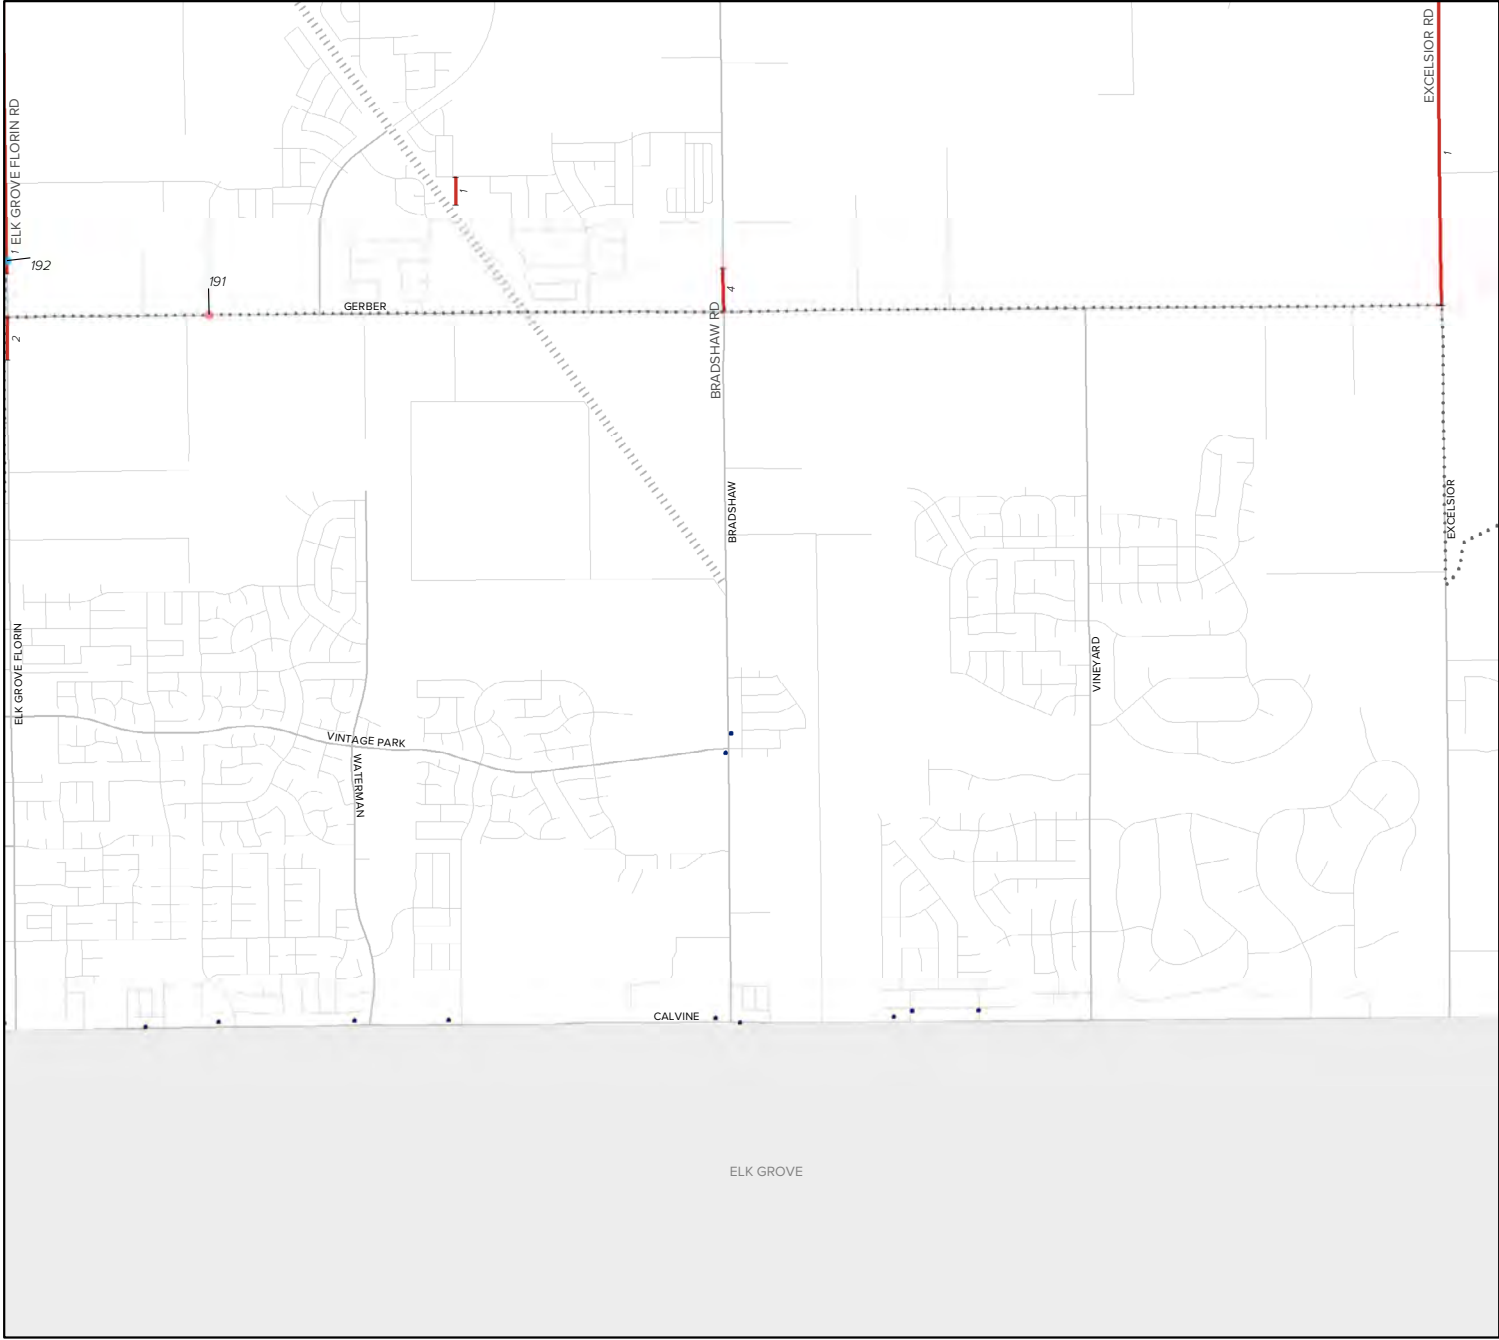 EXCELSIOR RD
1
ELK GROVE FLORIN RD
1
1
192
191
4
GERBER
BRADSHAW RD
2
BRADSHAW
EXCELSIOR
ELK GROVE FLORIN
VINEYARD
VINTAGE PARK
WATERMAN
CALVINE
ELK GROVE